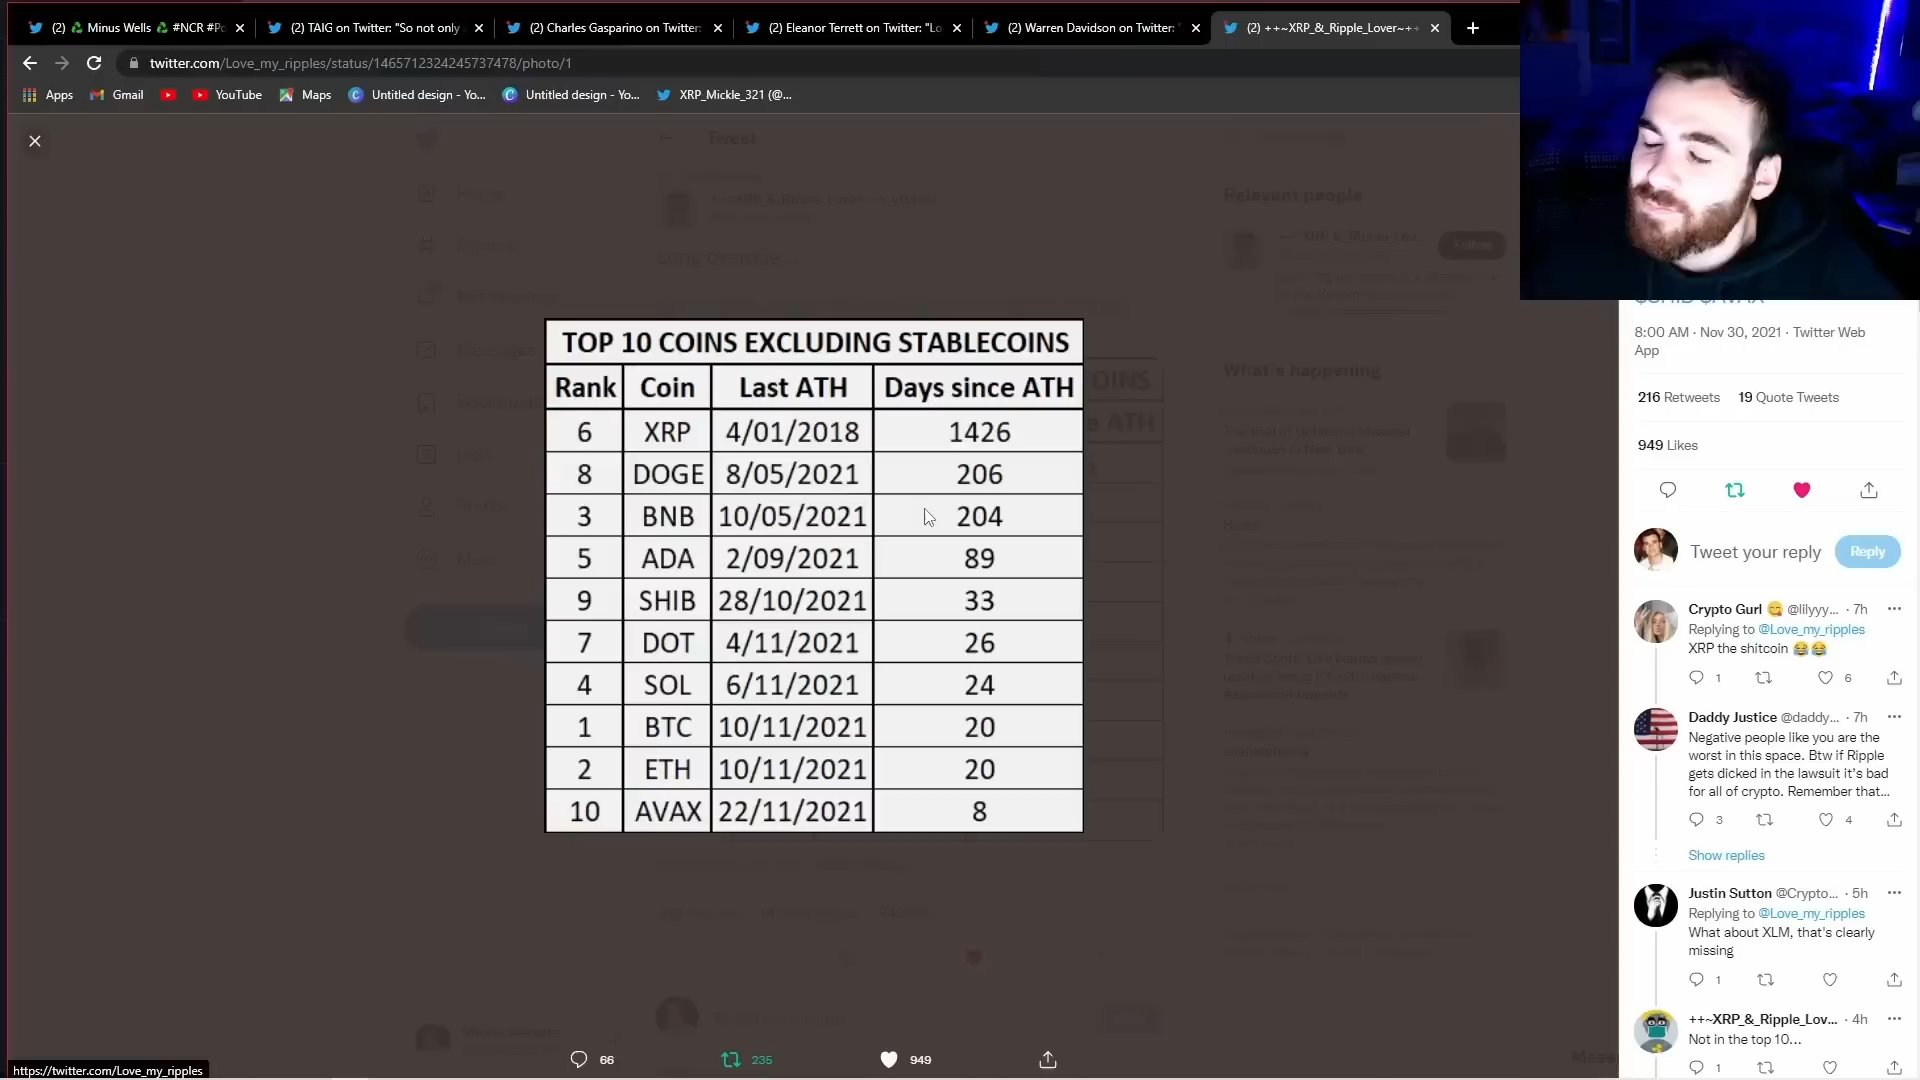 (2) ♻ Minus Wells ♻ #NCR #Po
(2) TAIG on Twitter: "So not only
(2) Charles Gasparino on Twitter:
(2) Eleanor Terrett on Twitter: "Lo
(2) Warren Davidson on Twitter: "
(2) ++~XRP_&_Ripple_Lover~++
twitter.com/Love_my_ripples/status/1465712324245737478/photo/1
Apps
Gmail
YouTube
Maps
Untitled design - Yo...
Untitled design - Yo...
XRP_Mickle_321 (@...
Tweet
Relevant people
What's happening
TOP 10 COINS EXCLUDING STABLECOINS
Rank Coin Last ATH Days since ATH
6 XRP 4/01/2018 1426
8 DOGE 8/05/2021 206
3 BNB 10/05/2021 204
5 ADA 2/09/2021 89
9 SHIB 28/10/2021 33
7 DOT 4/11/2021 26
4 SOL 6/11/2021 24
1 BTC 10/11/2021 20
2 ETH 10/11/2021 20
10 AVAX 22/11/2021 8
66
235
949
https://twitter.com/Love_my_ripples
8:00 AM · Nov 30, 2021 · Twitter Web
App
216 Retweets 19 Quote Tweets
949 Likes
Tweet your reply
Reply
Crypto Gurl 😋 @lilyyy... · 7h
Replying to @Love_my_ripples
XRP the shitcoin 😂😂
1 6
Daddy Justice @daddy... · 7h
Negative people like you are the
worst in this space. Btw if Ripple
gets dicked in the lawsuit it's bad
for all of crypto. Remember that...
3 4
Show replies
Justin Sutton @Crypto... · 5h
Replying to @Love_my_ripples
What about XLM, that's clearly
missing
1
++~XRP_&_Ripple_Lov... · 4h
Not in the top 10...
1